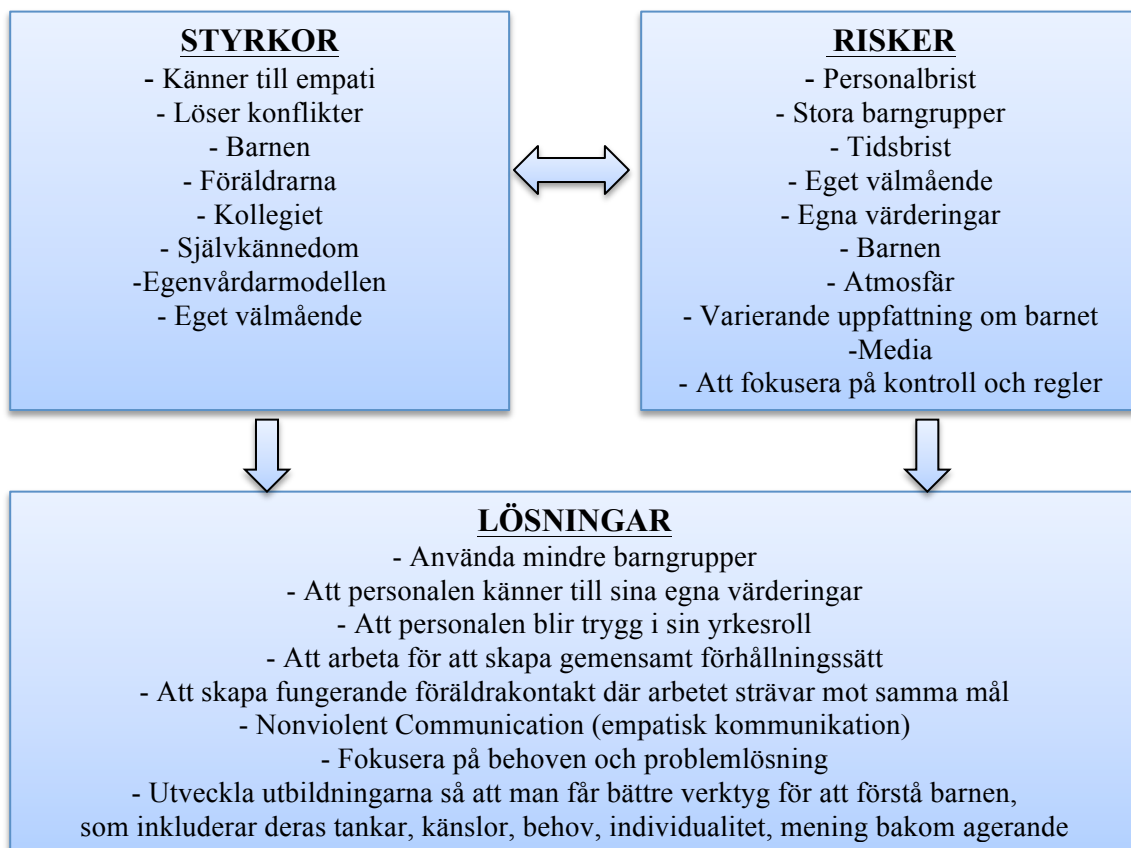 STYRKOR
- Känner till empati
- Löser konflikter
- Barnen
- Föräldrarna
- Kollegiet
- Självkännedom
-Egenvårdarmodellen
- Eget välmående
RISKER
- Personalbrist
- Stora barngrupper
- Tidsbrist
- Eget välmående
- Egna värderingar
- Barnen
- Atmosfär
- Varierande uppfattning om barnet
-Media
- Att fokusera på kontroll och regler
LÖSNINGAR
- Använda mindre barngrupper
- Att personalen känner till sina egna värderingar
- Att personalen blir trygg i sin yrkesroll
- Att arbeta för att skapa gemensamt förhållningssätt
- Att skapa fungerande föräldrakontakt där arbetet strävar mot samma mål
- Nonviolent Communication (empatisk kommunikation)
- Fokusera på behoven och problemlösning
- Utveckla utbildningarna så att man får bättre verktyg för att förstå barnen,
som inkluderar deras tankar, känslor, behov, individualitet, mening bakom agerande